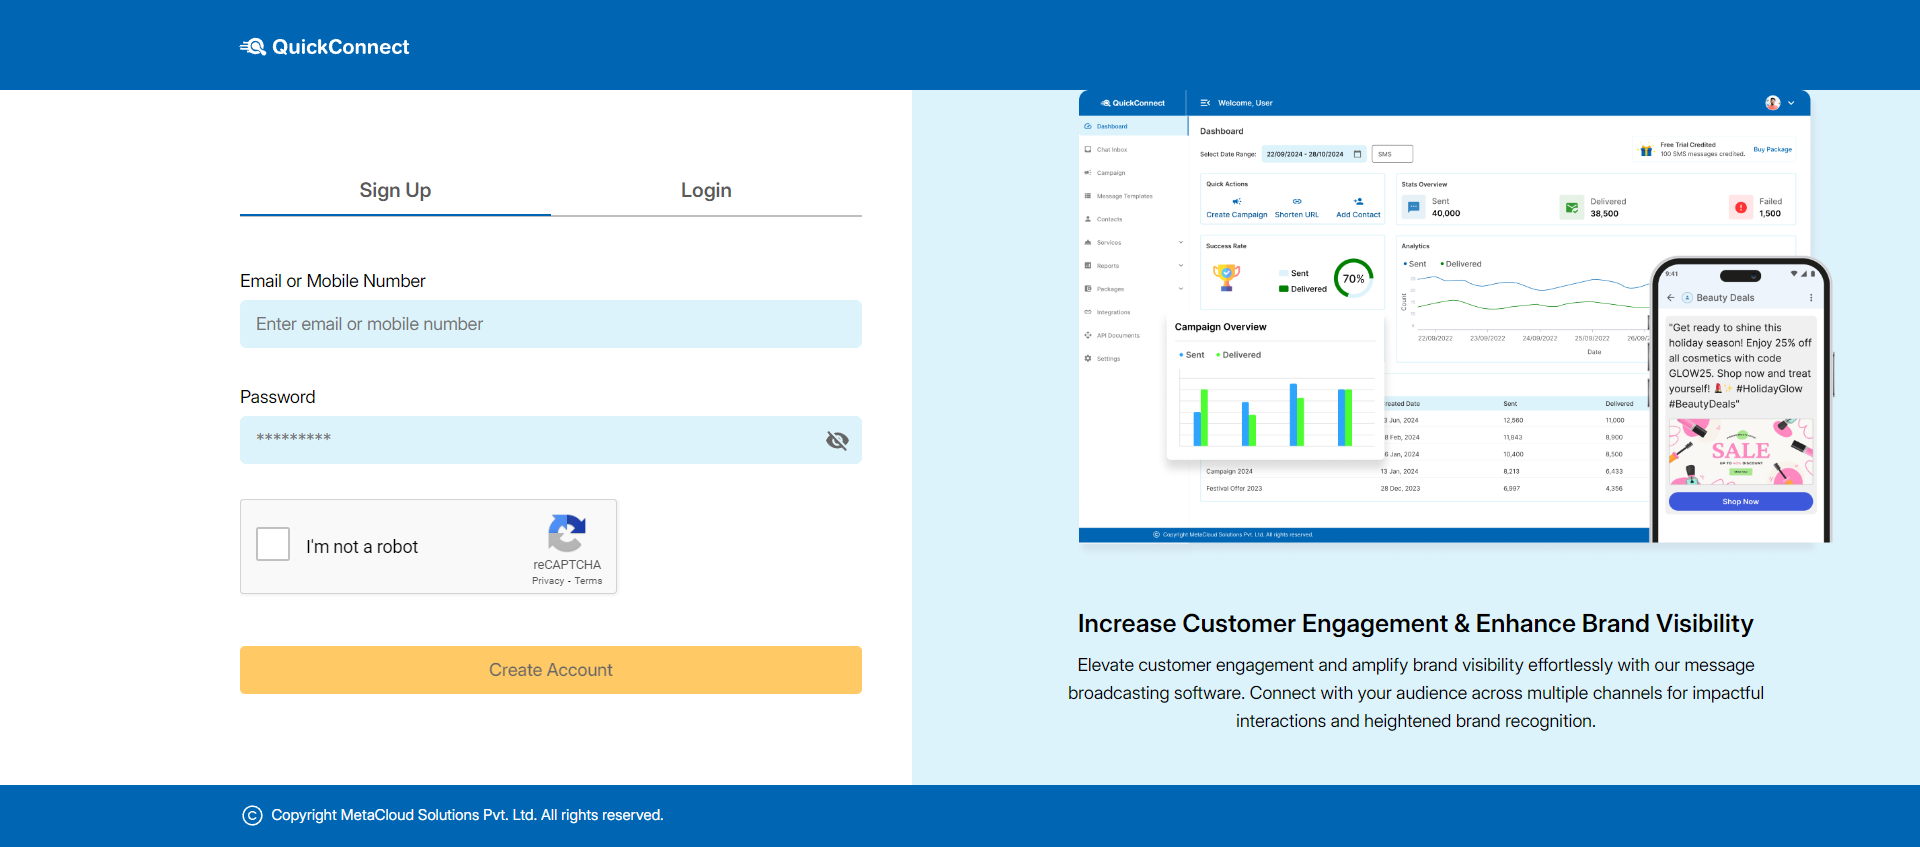 QuickConnect
Sign Up
Login
Email or Mobile Number
Enter email or mobile number
Password
*********
I'm not a robot
reCAPTCHA
Privacy - Terms
Create Account
QuickConnect
Welcome, User
Dashboard
Chat Inbox
Campaign
Message Templates
Contacts
Services
Reports
Packages
Integrations
API Documents
Settings
Dashboard
Select Date Range:
22/09/2024 - 28/10/2024
SMS
Free Trial Credited
100 SMS messages credited.
Buy Package
Quick Actions
Create Campaign
Shorten URL
Add Contact
Stats Overview
Sent
40,000
Delivered
38,500
Failed
1,500
Success Rate
Sent
Delivered
70%
Analytics
Sent
Delivered
Count
22/09/2022 23/09/2022 24/09/2022 25/09/2022 26/09/
Date
Campaign Overview
Sent
Delivered
reated Date Sent Delivered
Jun, 2024 12,560 11,000
Feb, 2024 11,843 8,900
Jan, 2024 10,400 8,500
Campaign 2024 13 Jan, 2024 8,213 6,433
Festival Offer 2023 28 Dec, 2023 6,997 4,356
Copyright MetaCloud Solutions Pvt. Ltd. All rights reserved.
9:41
Beauty Deals
"Get ready to shine this
holiday season! Enjoy 25% off
all cosmetics with code
GLOW25. Shop now and treat
yourself! 💄✨ #HolidayGlow
#BeautyDeals"
SALE
UP TO DISCOUNT
Shop Now
Increase Customer Engagement & Enhance Brand Visibility
Elevate customer engagement and amplify brand visibility effortlessly with our message
broadcasting software. Connect with your audience across multiple channels for impactful
interactions and heightened brand recognition.
Copyright MetaCloud Solutions Pvt. Ltd. All rights reserved.